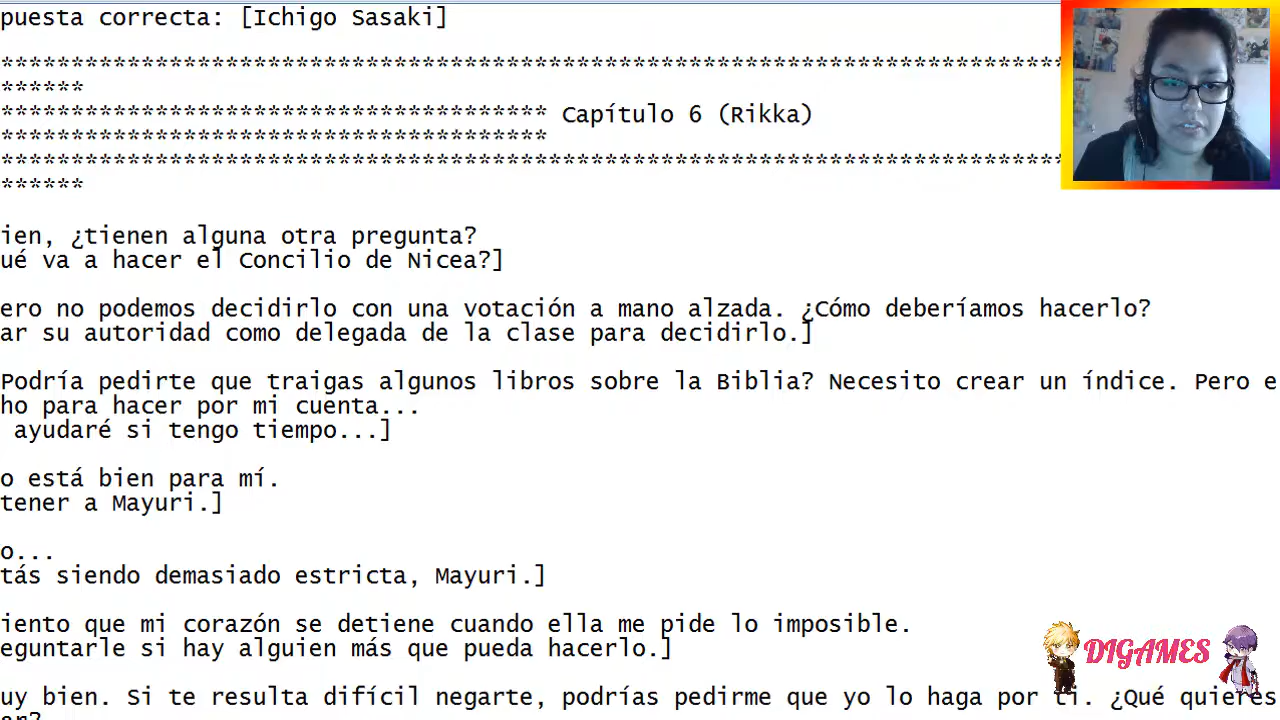 puesta correcta: [Ichigo Sasaki]
****************************************************************************
******
*************************************** Capítulo 6 (Rikka)
***************************************
****************************************************************************
******
ien, ¿tienen alguna otra pregunta?
ué va a hacer el Concilio de Nicea?]
ero no podemos decidirlo con una votación a mano alzada. ¿Cómo deberíamos hacerlo?
ar su autoridad como delegada de la clase para decidirlo.]
Podría pedirte que traigas algunos libros sobre la Biblia? Necesito crear un índice. Pero e
ho para hacer por mi cuenta...
ayudaré si tengo tiempo...]
o está bien para mí.
tener a Mayuri.]
o...
tás siendo demasiado estricta, Mayuri.]
iento que mi corazón se detiene cuando ella me pide lo imposible.
eguntarle si hay alguien más que pueda hacerlo.]
DIGAMES
uy bien. Si te resulta difícil negarte, podrías pedirme que yo lo haga por ti. ¿Qué quieres